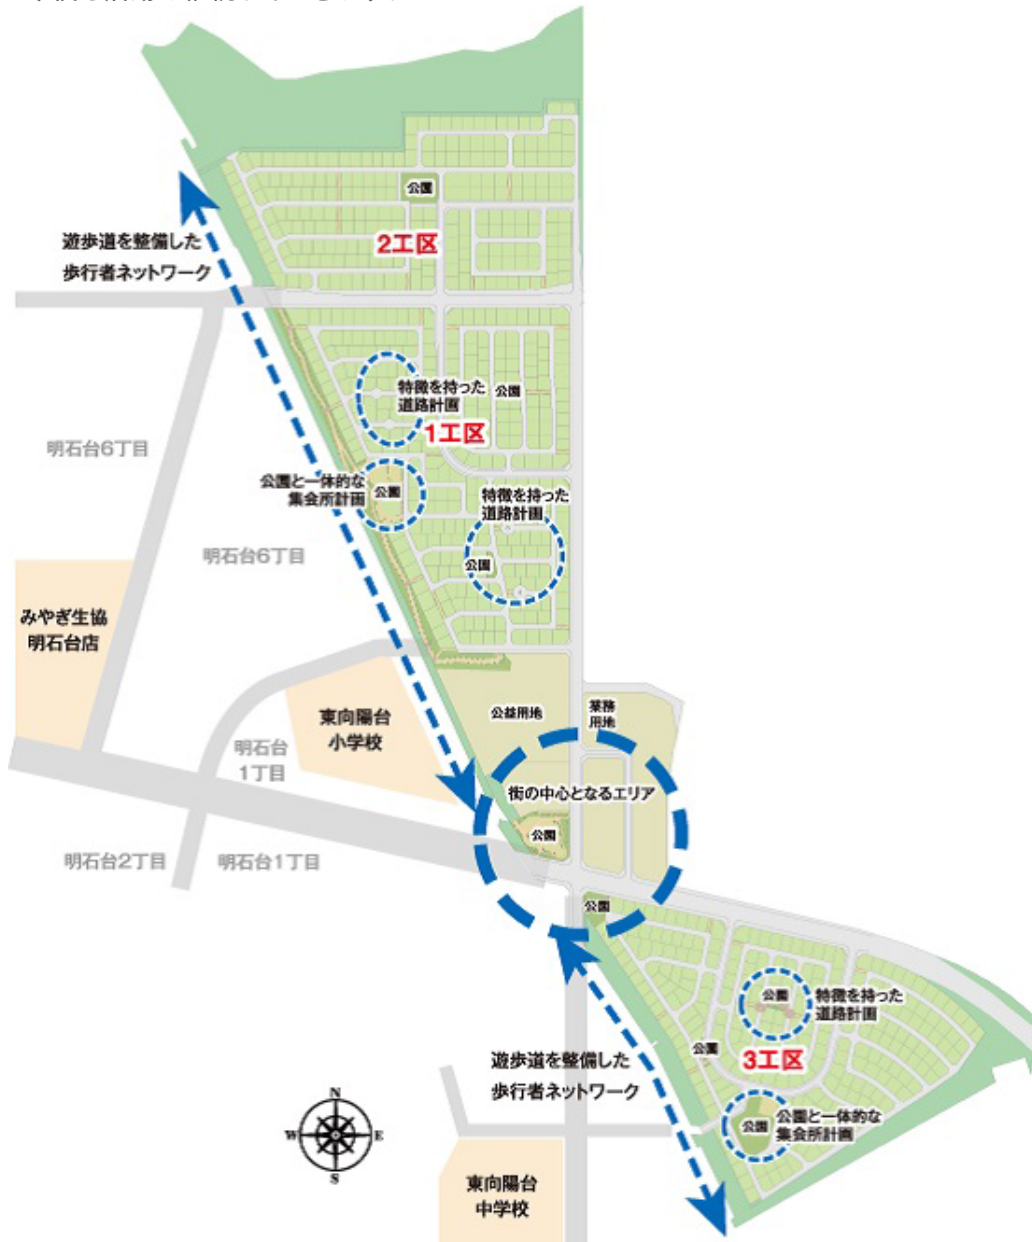 公園
2工区
遊歩道を整備した
歩行者ネットワーク
特徴を持った
道路計画
公園
1工区
明石台6丁目
公園と一体的な
集会所計画
公園
特徴を持った
道路計画
明石台6丁目
公園
みやぎ生協
明石台店
東向陽台
小学校
公益用地
業務
用地
明石台
1丁目
街の中心となるエリア
公園
明石台2丁目
明石台1丁目
公園
公園
特徴を持った
道路計画
公園
3工区
遊歩道を整備した
歩行者ネットワーク
公園
公園と一体的な
集会所計画
N
W
E
S
東向陽台
中学校